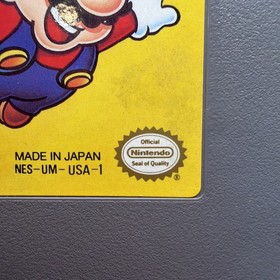 Official
Nintendo
Seal of Quality
MADE IN JAPAN
NES-UM-USA-1
®